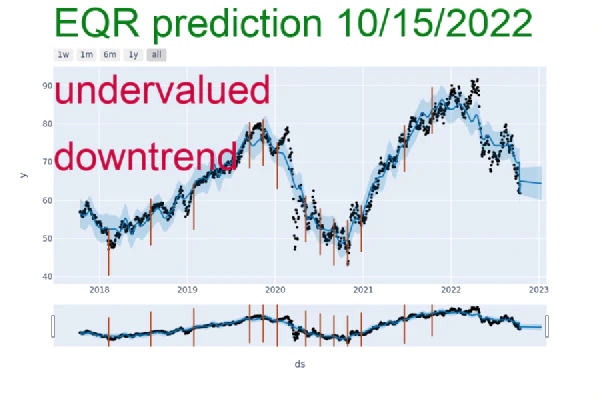 EQR prediction 10/15/2022
1w 1m 6m 1y all
undervalued
downtrend
90
80
70
60
50
40
y
2018 2019 2020 2021 2022 2023
ds